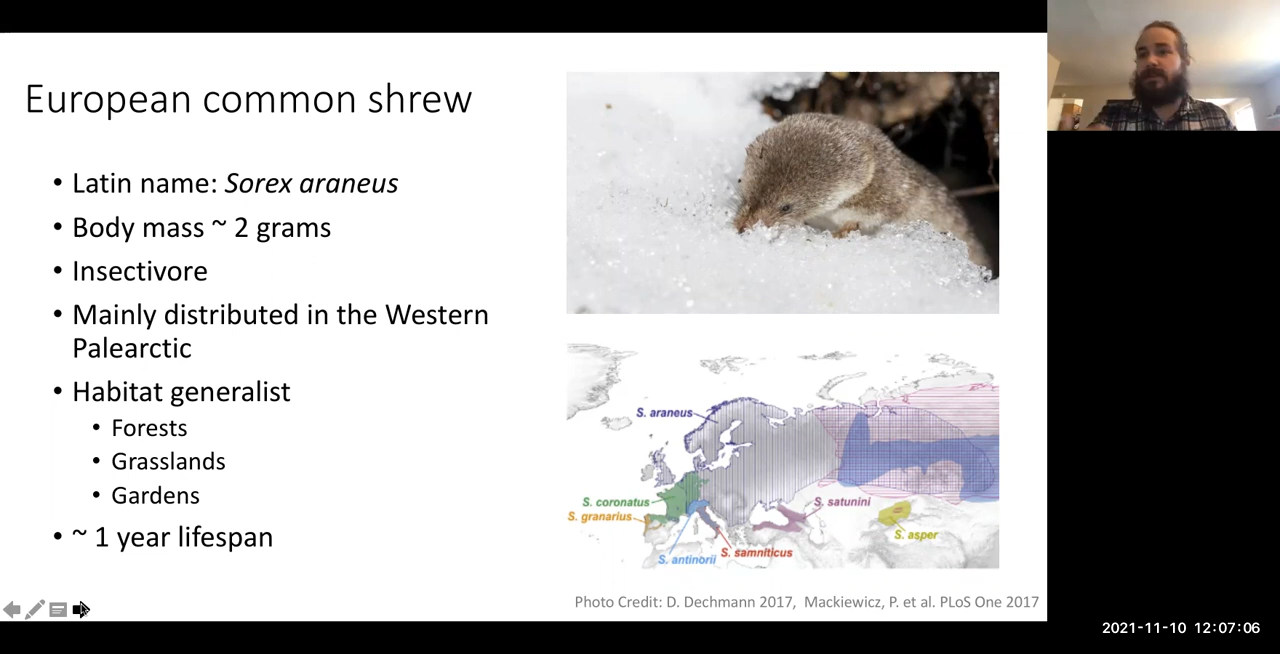 European common shrew
• Latin name: Sorex araneus
• Body mass ~ 2 grams
• Insectivore
• Mainly distributed in the Western
Palearctic
• Habitat generalist
• Forests
• Grasslands
• Gardens
• ~ 1 year lifespan
S. araneus
S. coronatus
S. granarius
S. antinorii
S. samniticus
S. satunini
S. asper
Photo Credit: D. Dechmann 2017, Mackiewicz, P. et al. PLoS One 2017
2021-11-10 12:07:06